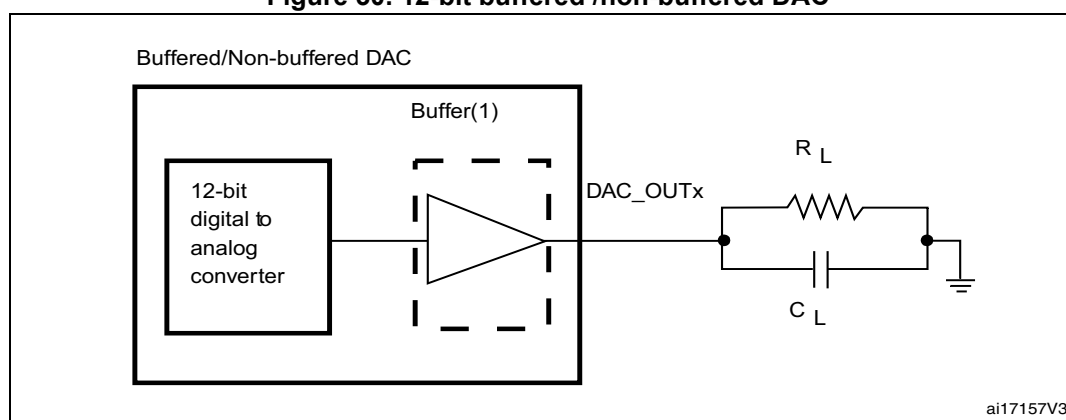 Figure 30. 12-bit buffered /non-buffered DAC
Buffered/Non-buffered DAC
Buffer(1)
12-bit
digital to
analog
converter
DAC_OUTx
R L
C L
ai17157V3